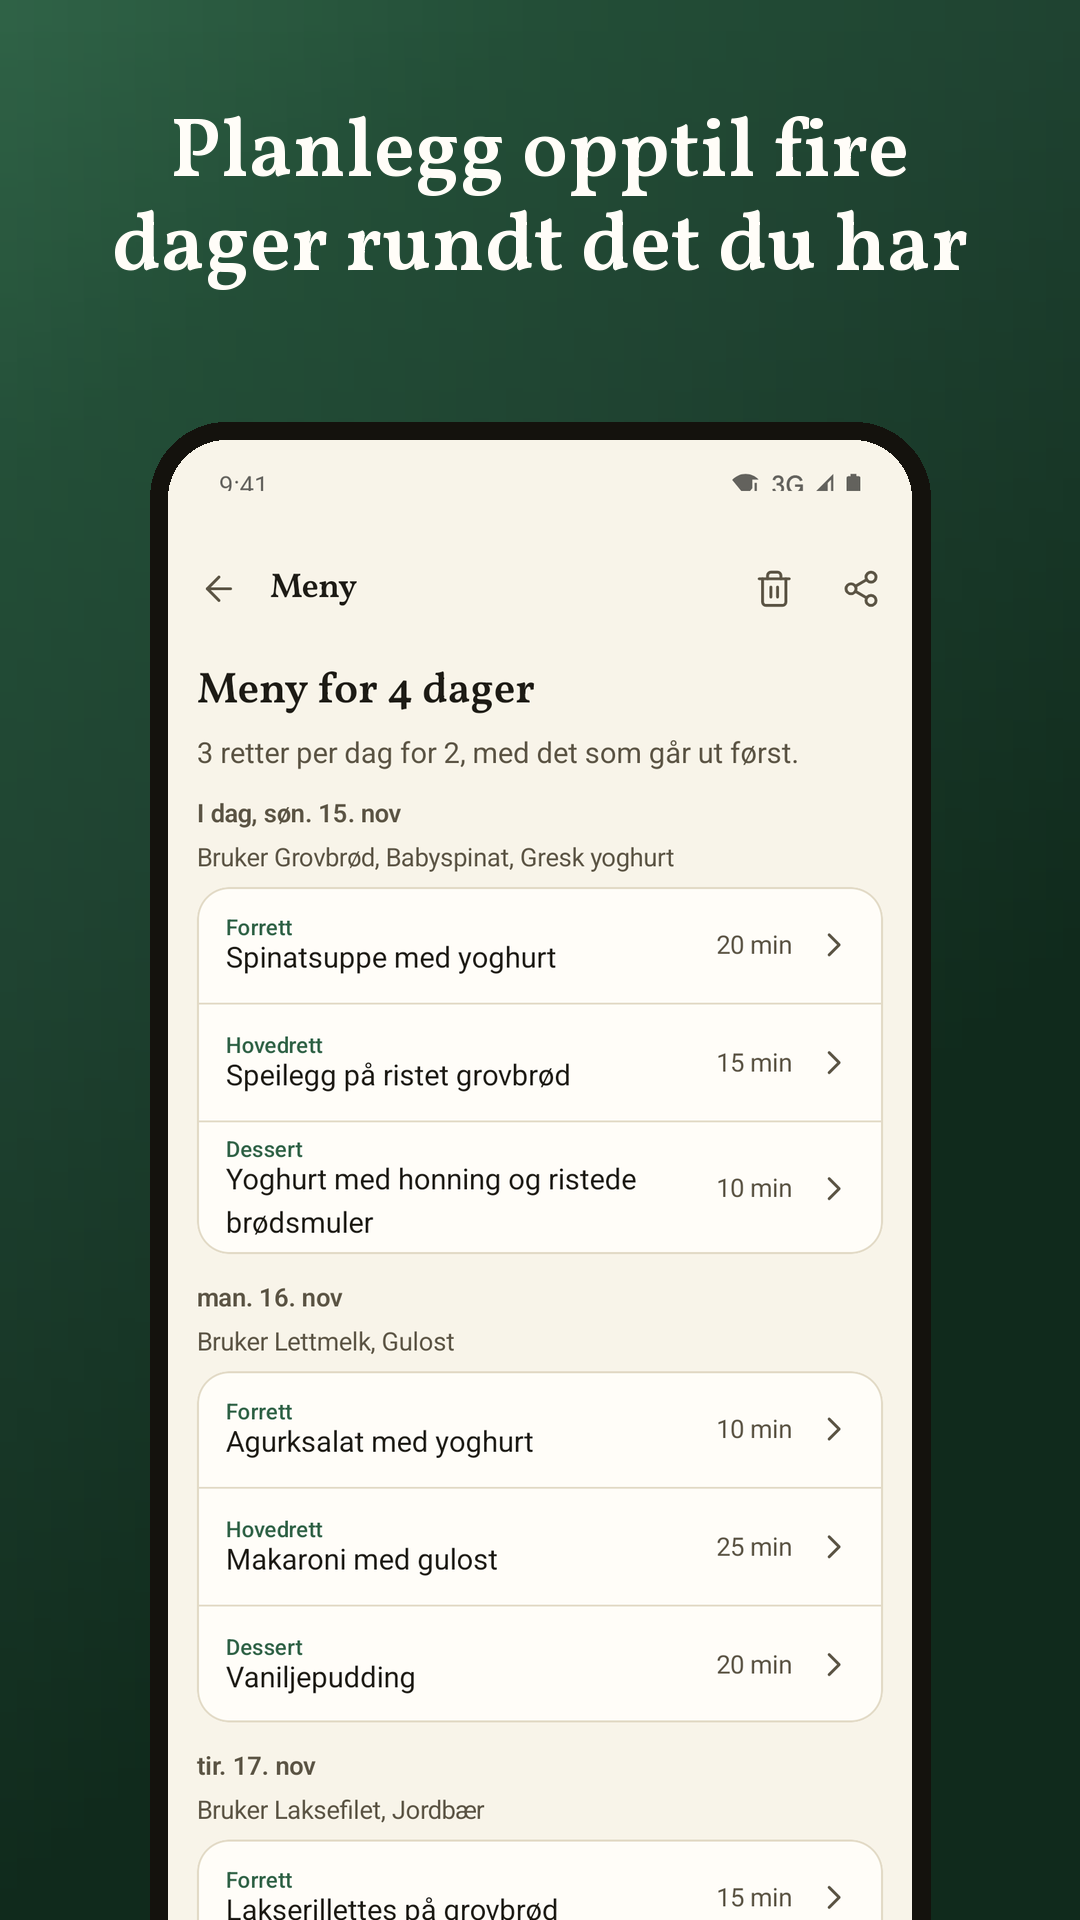 Planlegg opptil fire
dager rundt det du har
9:41
3G
Meny
Meny for 4 dager
3 retter per dag for 2, med det som går ut først.
I dag, søn. 15. nov
Bruker Grovbrød, Babyspinat, Gresk yoghurt
Forrett
Spinatsuppe med yoghurt
20 min
Hovedrett
Speilegg på ristet grovbrød
15 min
Dessert
Yoghurt med honning og ristede
brødsmuler
10 min
man. 16. nov
Bruker Lettmelk, Gulost
Forrett
Agurksalat med yoghurt
10 min
Hovedrett
Makaroni med gulost
25 min
Dessert
Vaniljepudding
20 min
tir. 17. nov
Bruker Laksefilet, Jordbær
Forrett
Lakserillettes på grovbrød
15 min